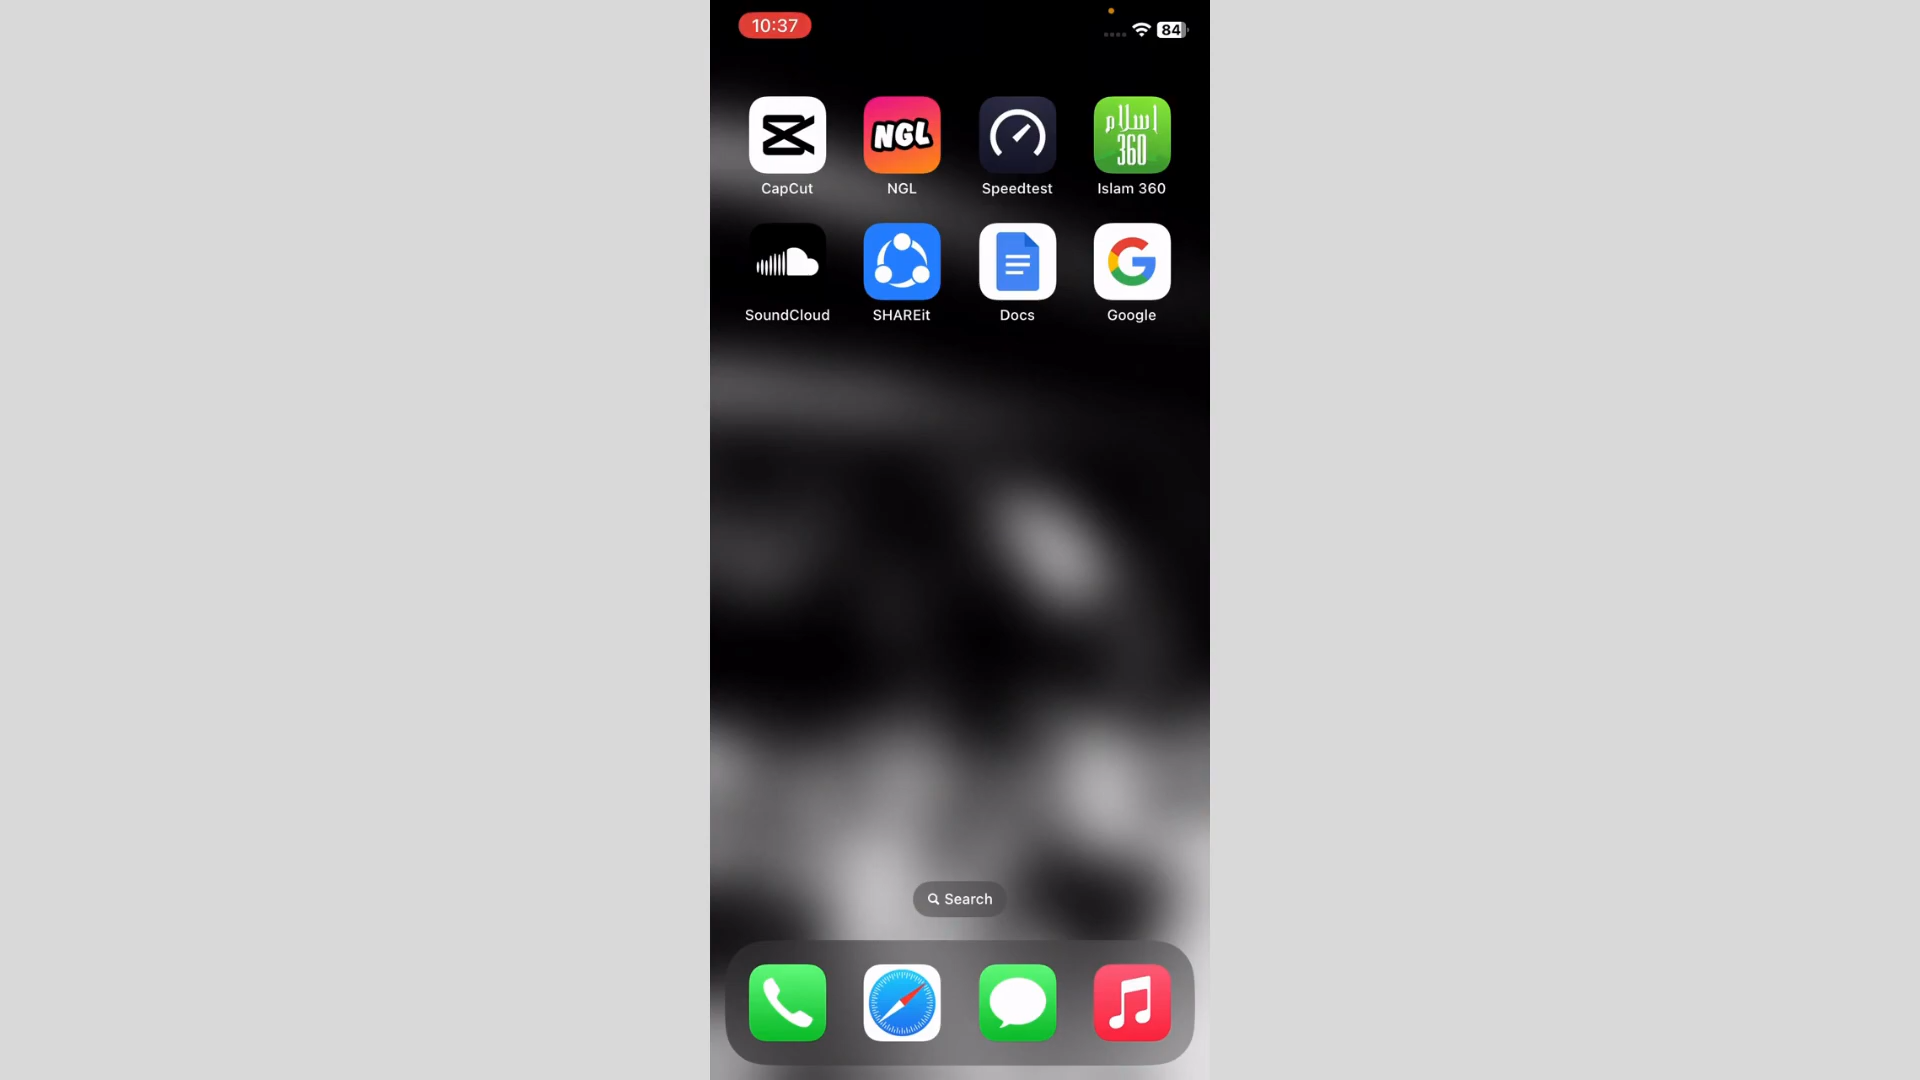 10:37
84
NGL
اسلام
360
CapCut
NGL
Speedtest
Islam 360
G
SoundCloud
SHAREit
Docs
Google
Search